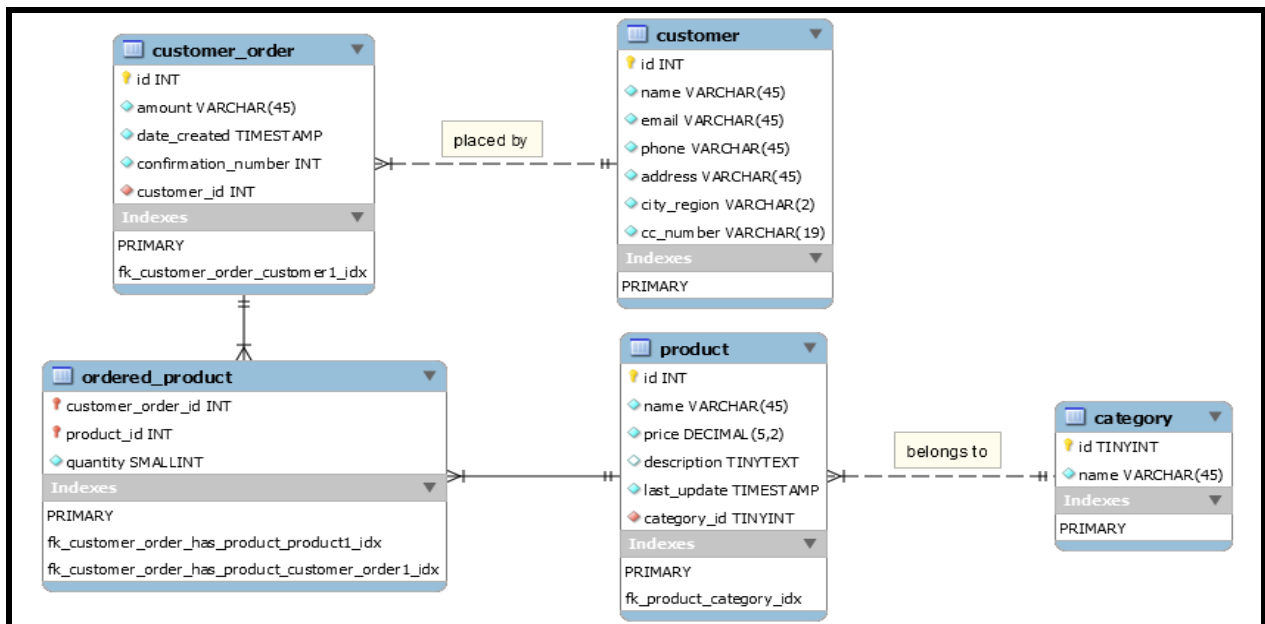 customer_order
id INT
amount VARCHAR(45)
date_created TIMESTAMP
confirmation_number INT
customer_id INT
Indexes
PRIMARY
fk_customer_order_customer1_idx
placed by
customer
id INT
name VARCHAR(45)
email VARCHAR(45)
phone VARCHAR(45)
address VARCHAR(45)
city_region VARCHAR(2)
cc_number VARCHAR(19)
Indexes
PRIMARY
ordered_product
customer_order_id INT
product_id INT
quantity SMALLINT
Indexes
PRIMARY
fk_customer_order_has_product_product1_idx
fk_customer_order_has_product_customer_order1_idx
product
id INT
name VARCHAR(45)
price DECIMAL(5,2)
description TINYTEXT
last_update TIMESTAMP
category_id TINYINT
Indexes
PRIMARY
fk_product_category_idx
belongs to
category
id TINYINT
name VARCHAR(45)
Indexes
PRIMARY